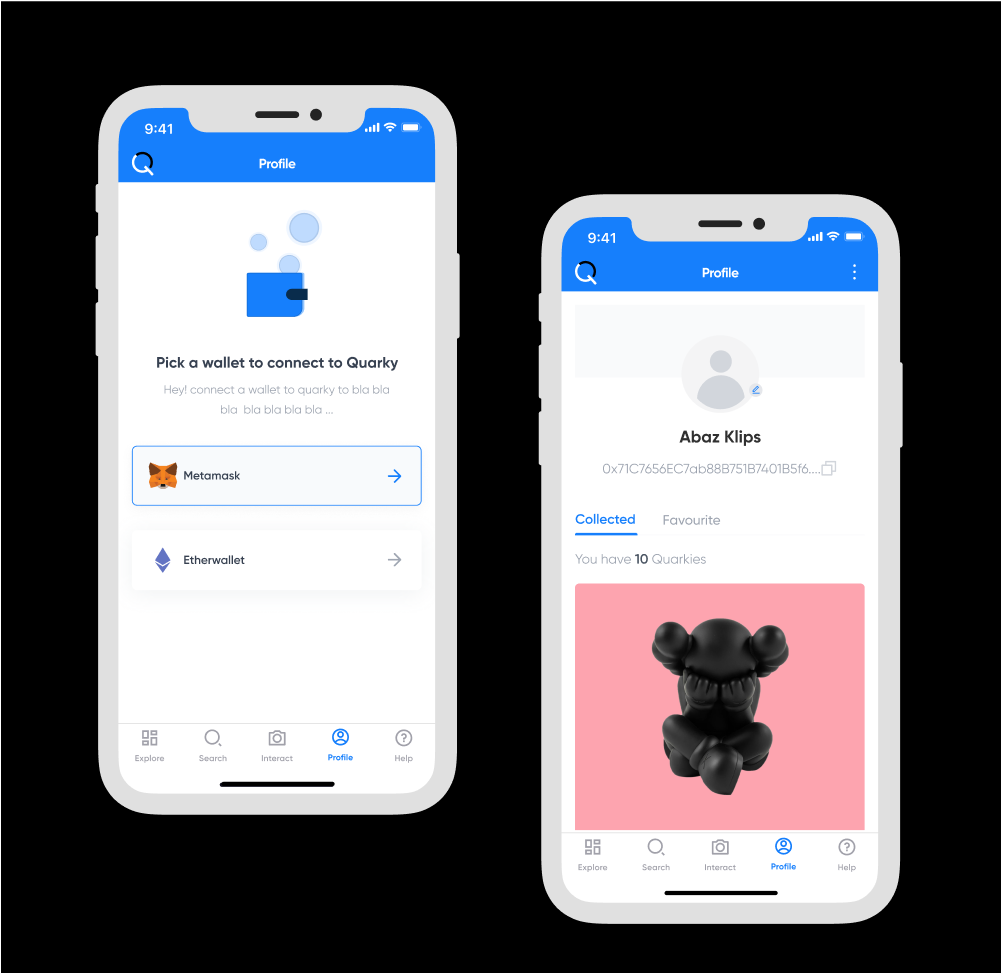 9:41
Profile
Pick a wallet to connect to Quarky
Hey! connect a wallet to quarky to bla bla
bla bla bla bla bla ...
Metamask
Etherwallet
Explore
Search
Interact
Profile
Help
9:41
Profile
Abaz Klips
0x71C7656EC7ab88B751B7401B5f6....
Collected
Favourite
You have 10 Quarkies
Explore
Search
Interact
Profile
Help